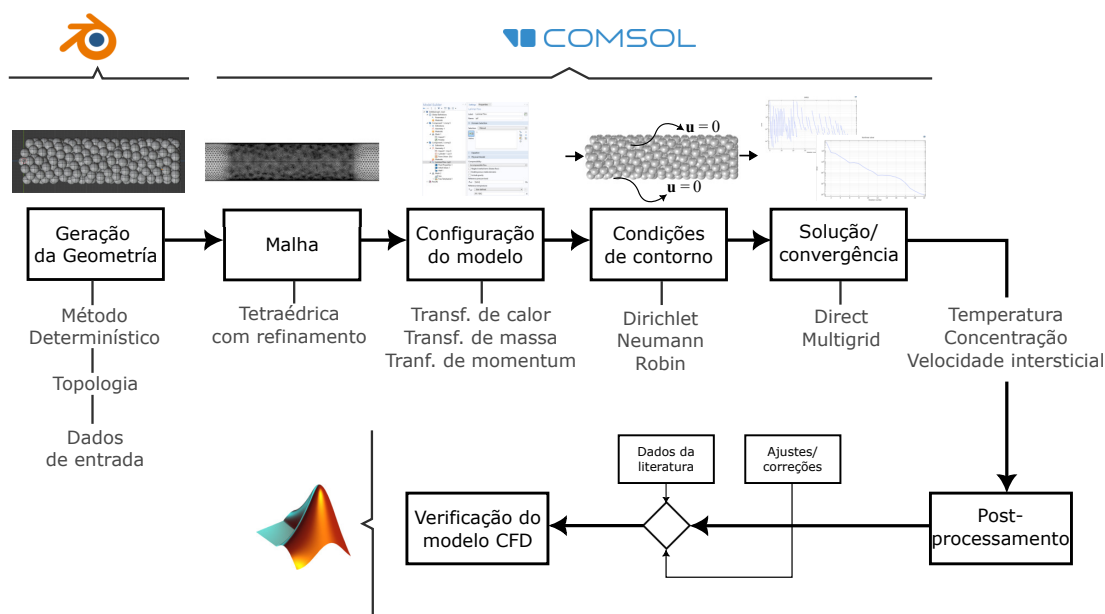 COMSOL
u = 0
u = 0
Geração
da Geometría
Malha
Configuração
do modelo
Condições
de contorno
Solução/
convergência
Método
Determinístico
Topologia
Dados
de entrada
Tetraédrica
com refinamento
Transf. de calor
Transf. de massa
Tranf. de momentum
Dirichlet
Neumann
Robin
Direct
Multigrid
Temperatura
Concentração
Velocidade intersticial
Dados da
literatura
Ajustes/
correções
Verificação do
modelo CFD
Post-
processamento